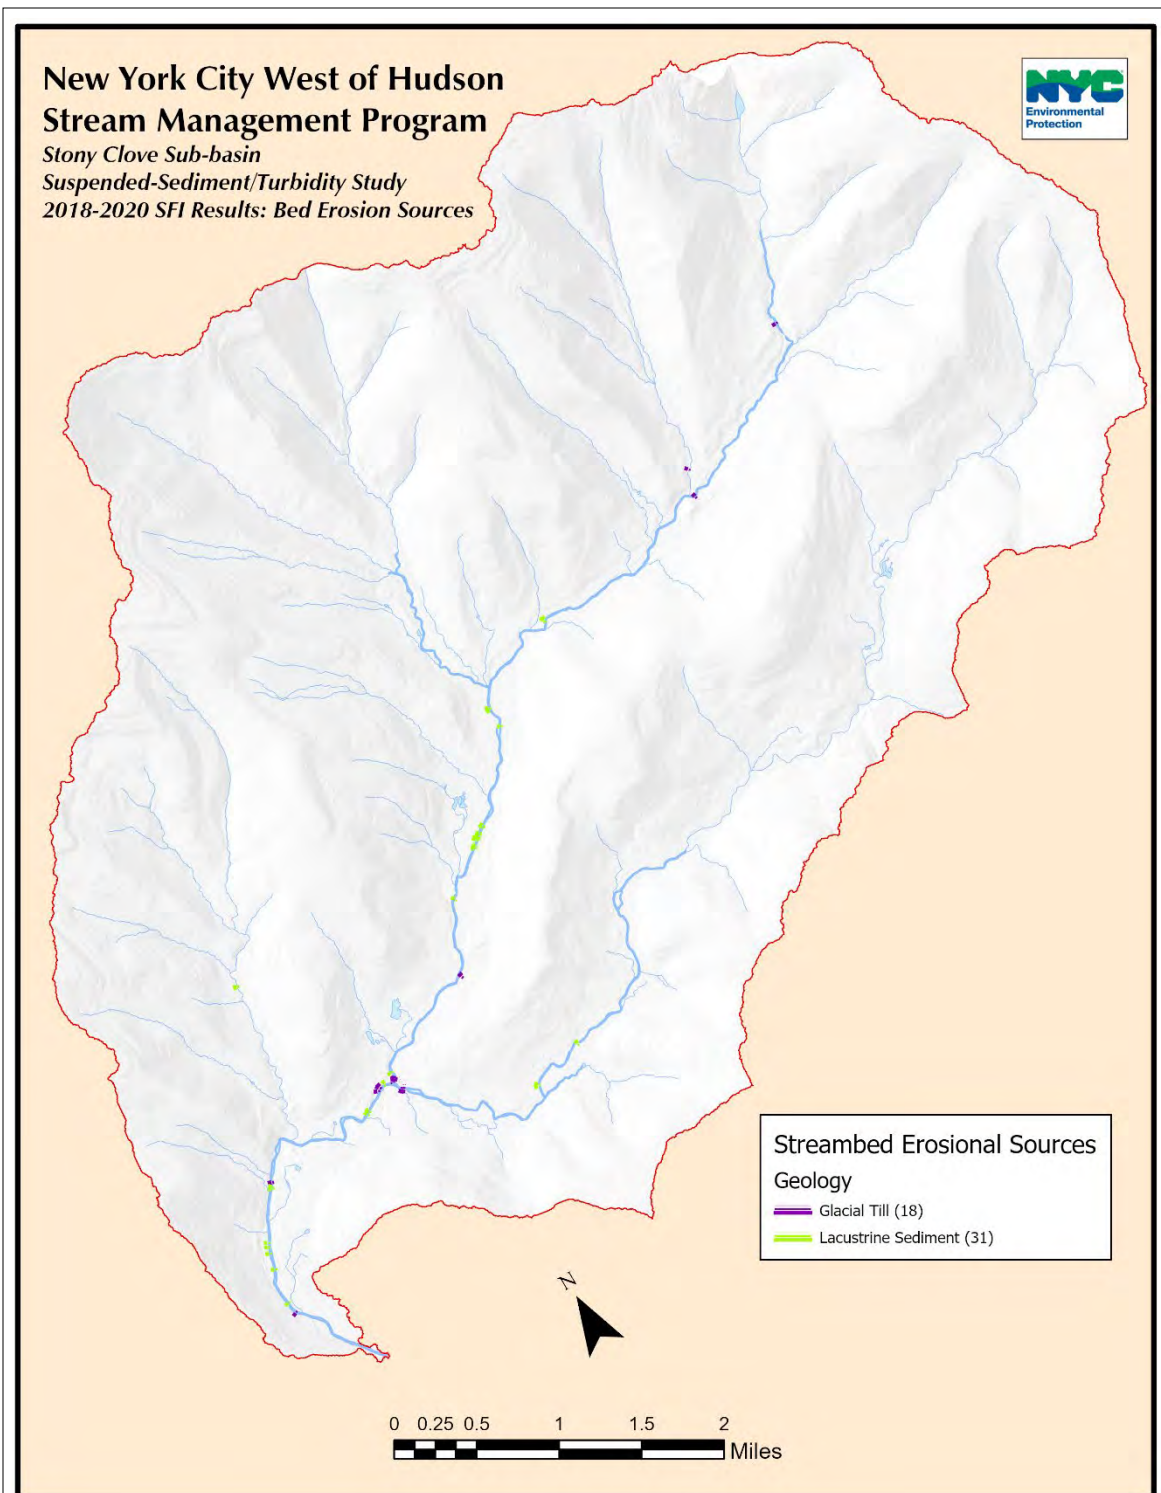 New York City West of Hudson
Stream Management Program
Stony Clove Sub-basin
Suspended-Sediment/Turbidity Study
2018-2020 SFI Results: Bed Erosion Sources
NYC
Environmental
Protection
Streambed Erosional Sources
Geology
Glacial Till (18)
Lacustrine Sediment (31)
N
0 0.25 0.5 1 1.5 2
Miles